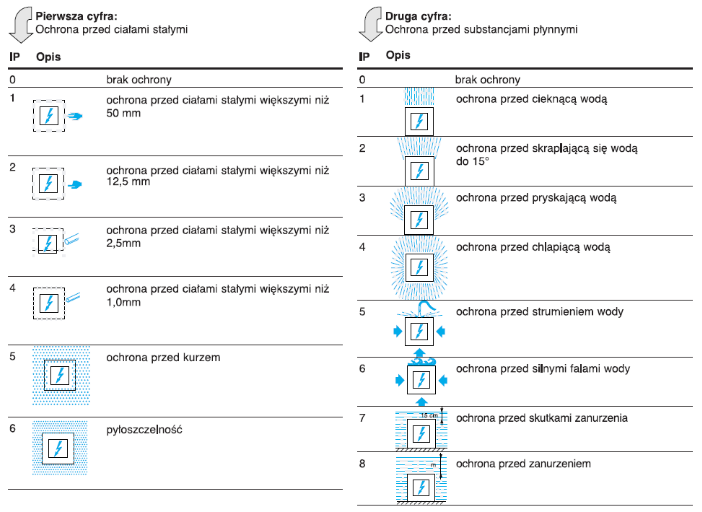 Pierwsza cyfra:
Ochrona przed ciałami stałymi
IP Opis
0 brak ochrony
1 ochrona przed ciałami stałymi większymi niż
50 mm
2 ochrona przed ciałami stałymi większymi niż
12,5 mm
3 ochrona przed ciałami stałymi większymi niż
2,5mm
4 ochrona przed ciałami stałymi większymi niż
1,0mm
5 ochrona przed kurzem
6 pyłoszczelność
Druga cyfra:
Ochrona przed substancjami płynnymi
IP Opis
0 brak ochrony
1 ochrona przed cieknącą wodą
2 ochrona przed skraplającą się wodą
do 15°
3 ochrona przed pryskającą wodą
4 ochrona przed chlapiącą wodą
5 ochrona przed strumieniem wody
6 ochrona przed silnymi falami wody
7 ochrona przed skutkami zanurzenia
15 cm
8 ochrona przed zanurzeniem
m